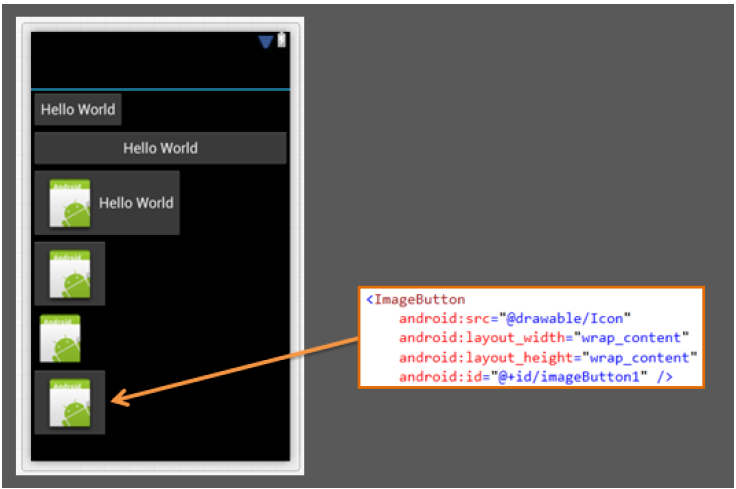 Hello World
Hello World
Android
Hello World
Android
Android
Android
<ImageButton
android:src="@drawable/Icon"
android:layout_width="wrap_content"
android:layout_height="wrap_content"
android:id="@+id/imageButton1" />